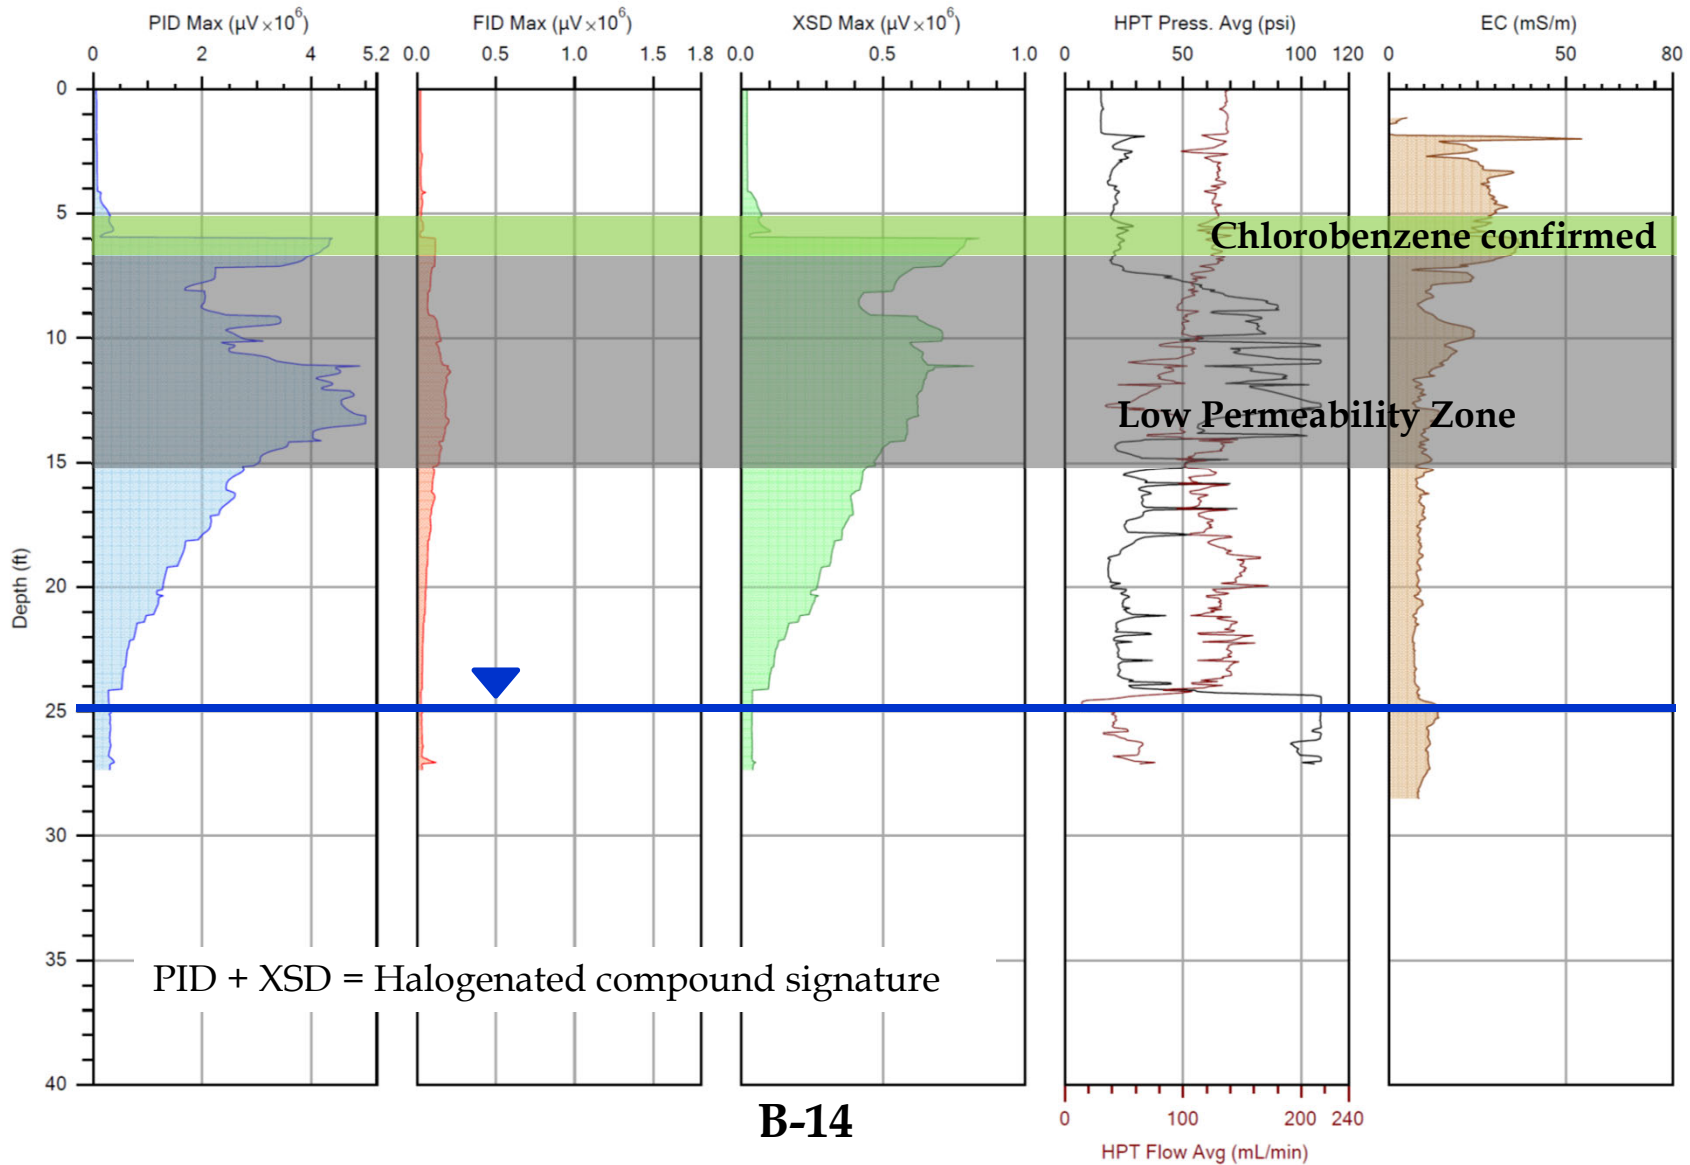 PID Max (µV×10⁶) FID Max (µV×10⁶) XSD Max (µV×10⁶) HPT Press. Avg (psi) EC (mS/m)
0 2 4 5.2 0.0 0.5 1.0 1.5 1.8 0.0 0.5 1.0 0 50 100 120 0 50 80
0
5
Chlorobenzene confirmed
10
Low Permeability Zone
15
20
Depth (ft)
25
30
35
PID + XSD = Halogenated compound signature
40
B-14
0 100 200 240
HPT Flow Avg (mL/min)